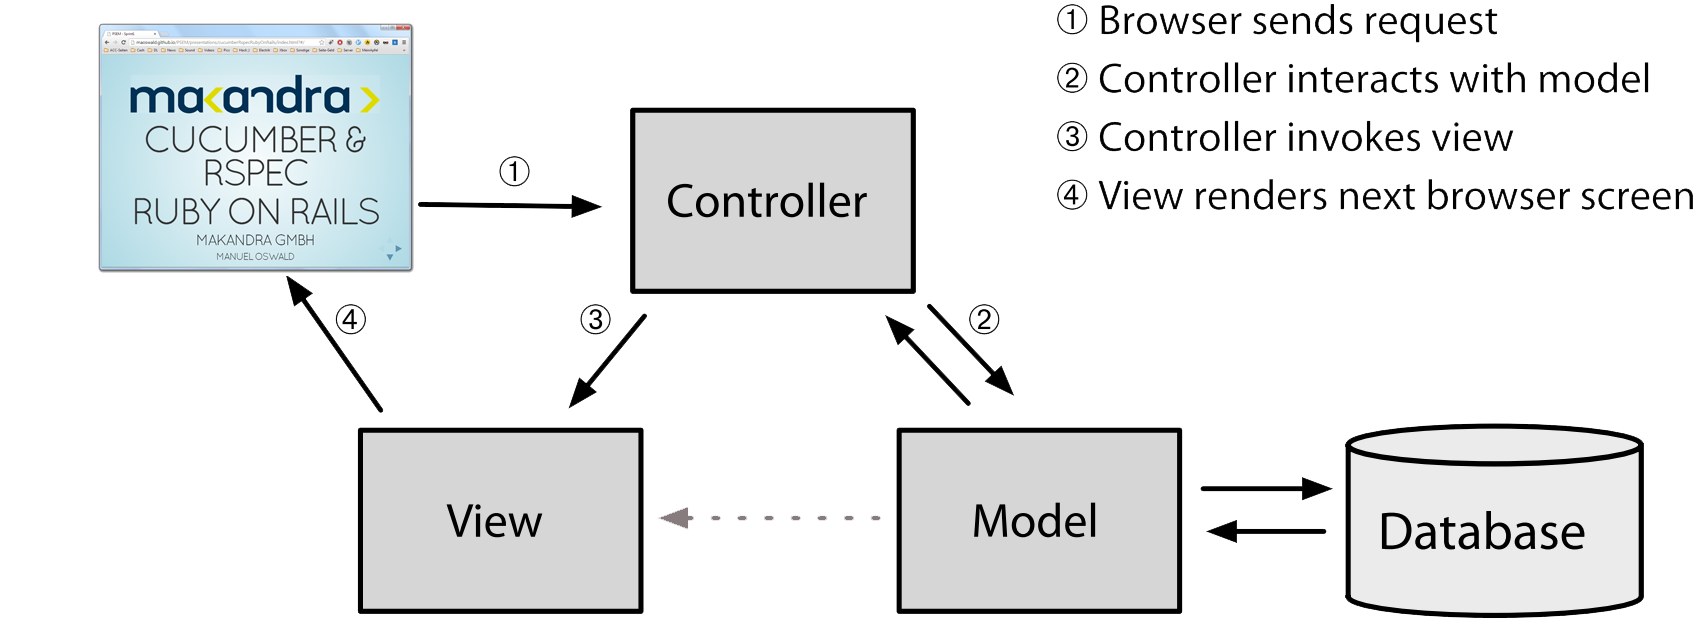 ① Browser sends request
② Controller interacts with model
③ Controller invokes view
④ View renders next browser screen
makandra
CUCUMBER &
RSPEC
RUBY ON RAILS
MAKANDRA GMBH
MANUEL OSWALD
①
Controller
④
③
②
View
Model
Database